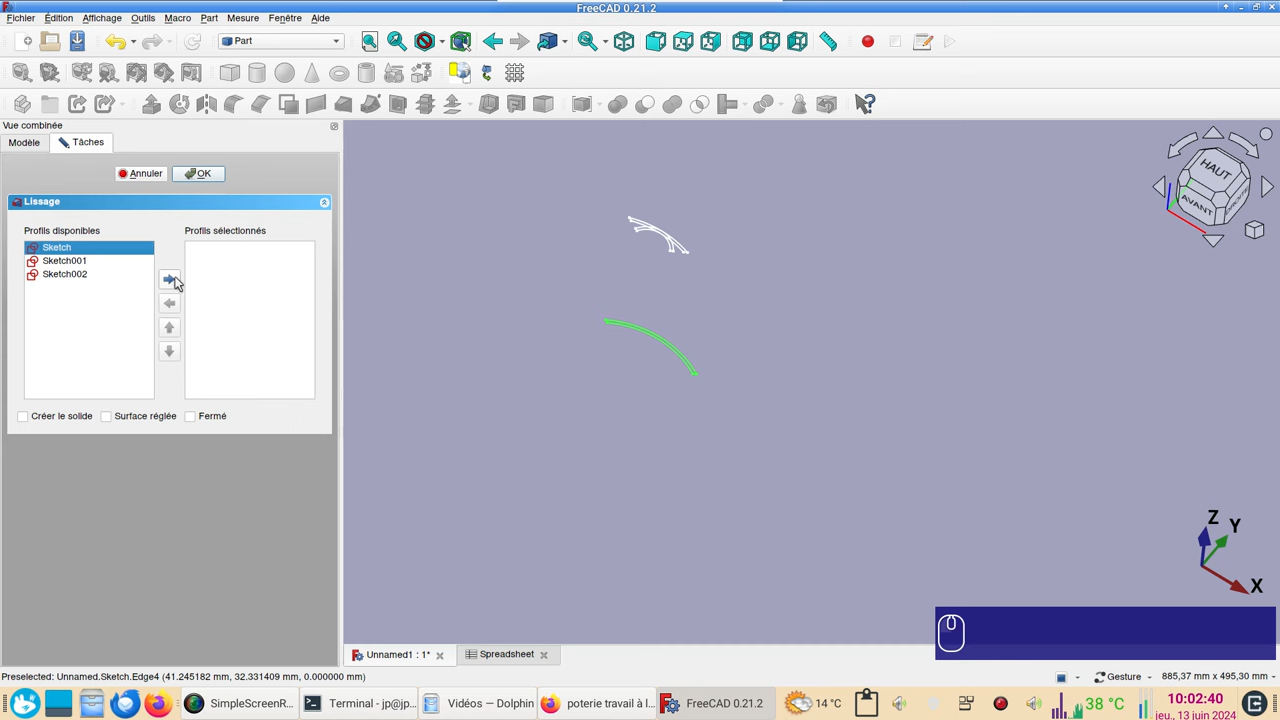 FreeCAD 0.21.2
Fichier Édition Affichage Outils Macro Part Mesure Fenêtre Aide
Part
Vue combinée
Modèle Tâches
Annuler OK
Lissage
Profils disponibles Profils sélectionnés
Sketch
Sketch001
Sketch002
Créer le solide Surface réglée Fermé
HAUT
AVANT
Z
Y
X
Unnamed1 : 1* Spreadsheet
Preselected: Unnamed.Sketch.Edge4 (41.245182 mm, 32.331409 mm, 0.000000 mm) Gesture 885,37 mm x 495,30 mm
SimpleScreenR... Terminal - jp@jp... Vidéos — Dolphin poterie travail à l... FreeCAD 0.21.2 14 °C 38 °C 10:02:40
jeu., 13 juin 2024